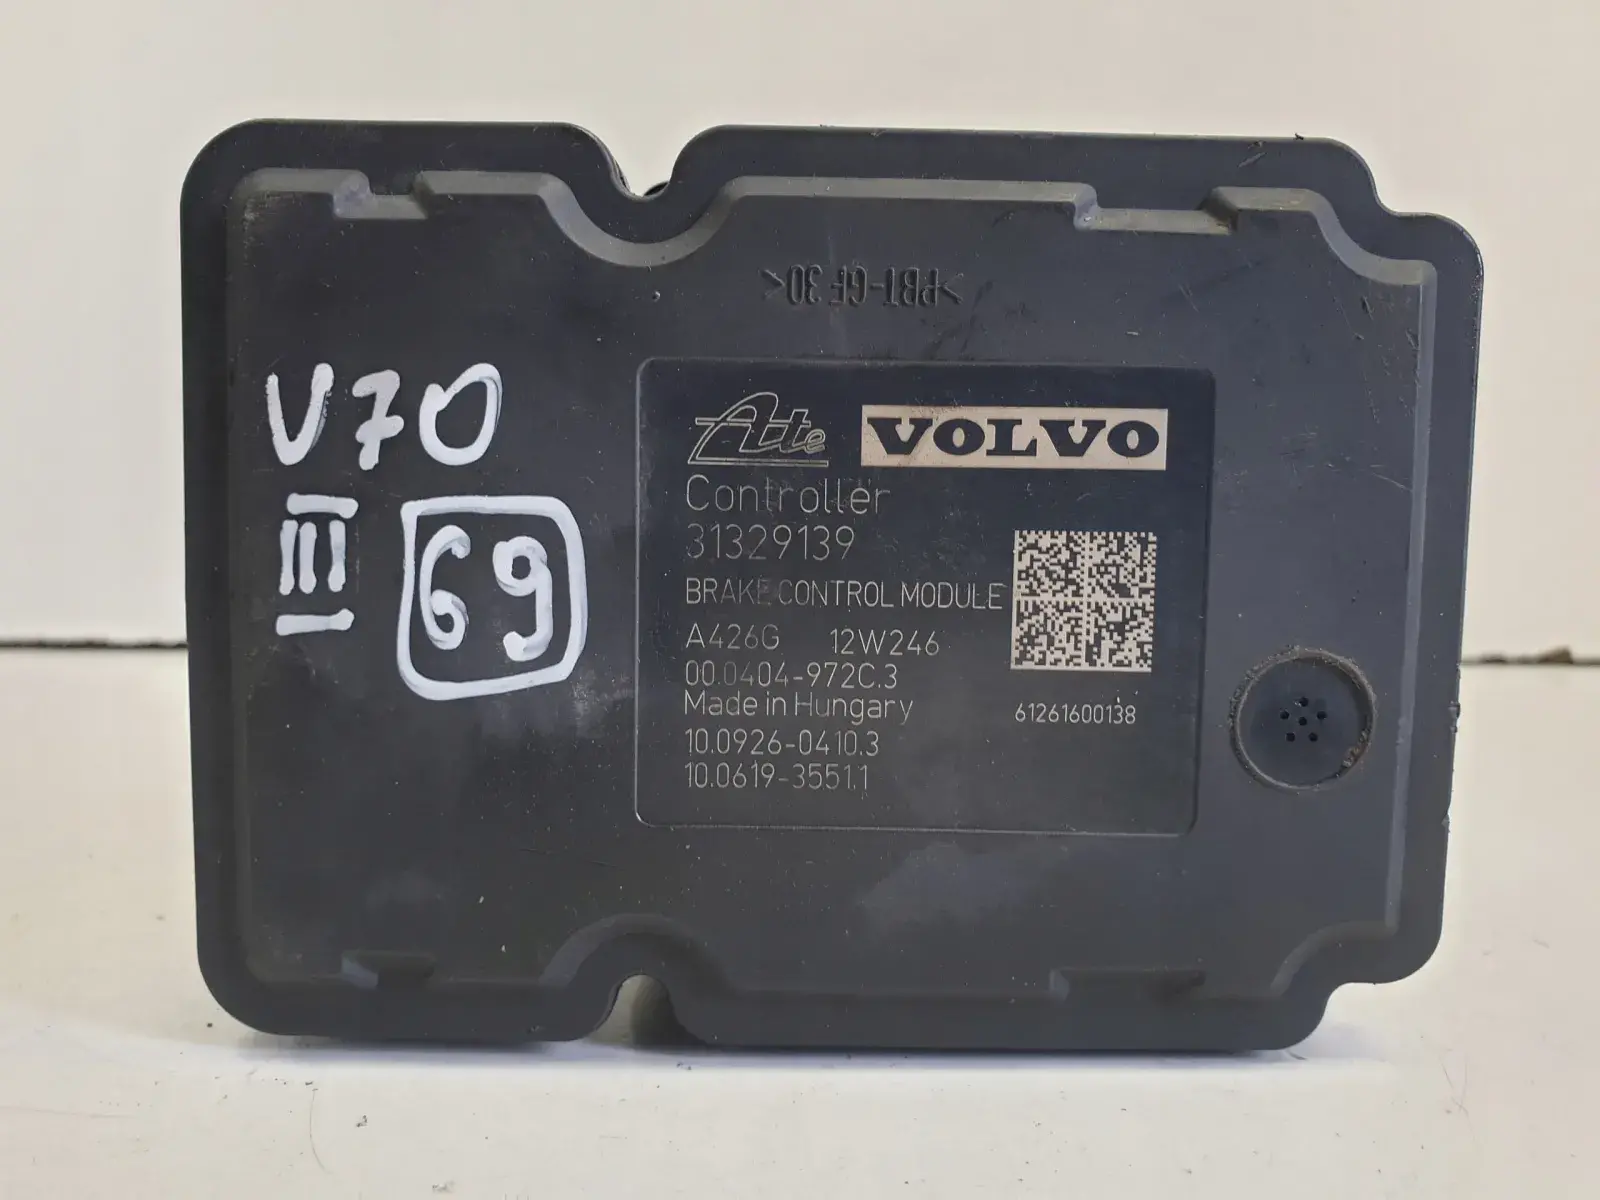 >PBT-GF 30<
V70
III
69
Ate VOLVO
Controller
31329139
BRAKE CONTROL MODULE
A426G 12W246
00.0404-972C.3
Made in Hungary
61261600138
10.0926-0410.3
10.0619-3551.1